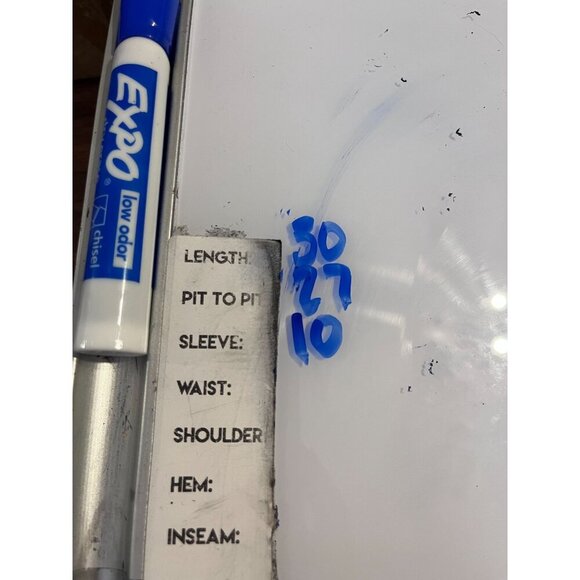 EXPO®
low odor
chisel
LENGTH: 30
PIT TO PIT 27
SLEEVE: 10
WAIST:
SHOULDER
HEM:
INSEAM: